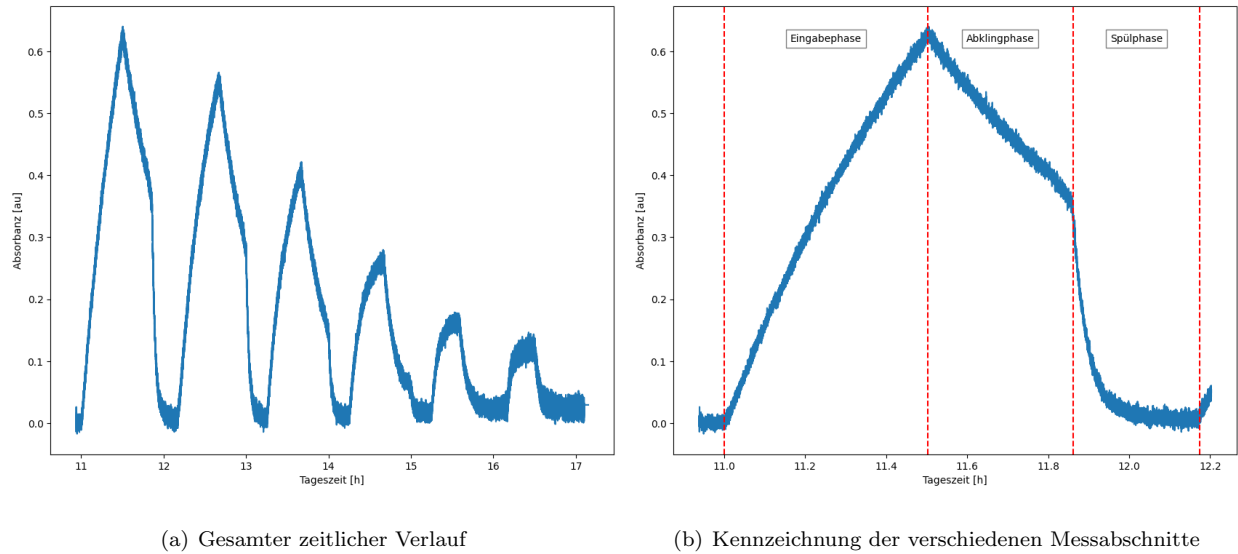 0.6
0.5
0.4
0.3
0.2
0.1
0.0
Absorbanz [au]
11 12 13 14 15 16 17
Tageszeit [h]
(a) Gesamter zeitlicher Verlauf
Eingabephase Abklingphase Spülphase
0.6
0.5
0.4
0.3
0.2
0.1
0.0
Absorbanz [au]
11.0 11.2 11.4 11.6 11.8 12.0 12.2
Tageszeit [h]
(b) Kennzeichnung der verschiedenen Messabschnitte